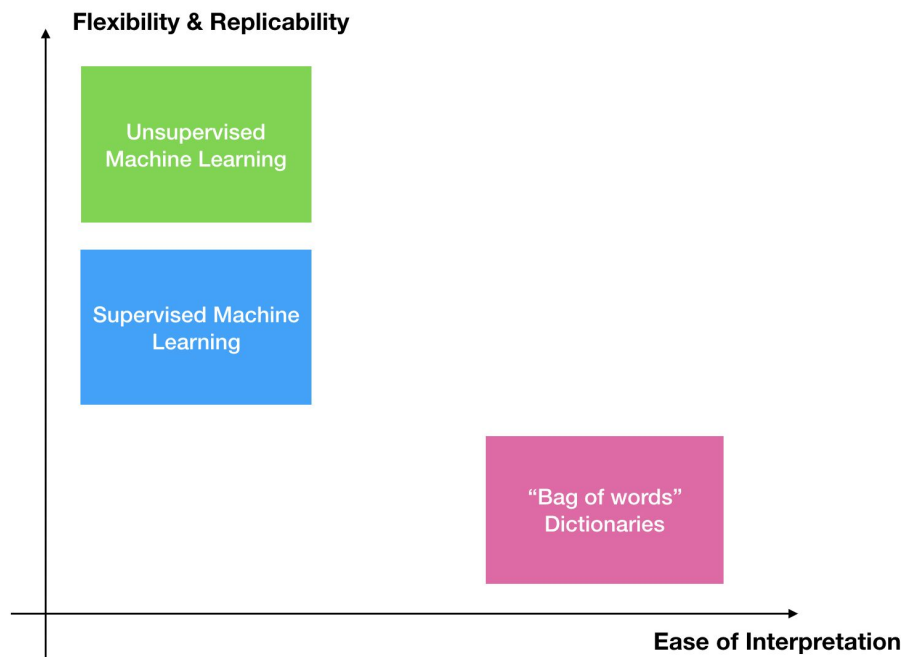 Flexibility & Replicability
Unsupervised
Machine Learning
Supervised Machine
Learning
“Bag of words”
Dictionaries
Ease of Interpretation